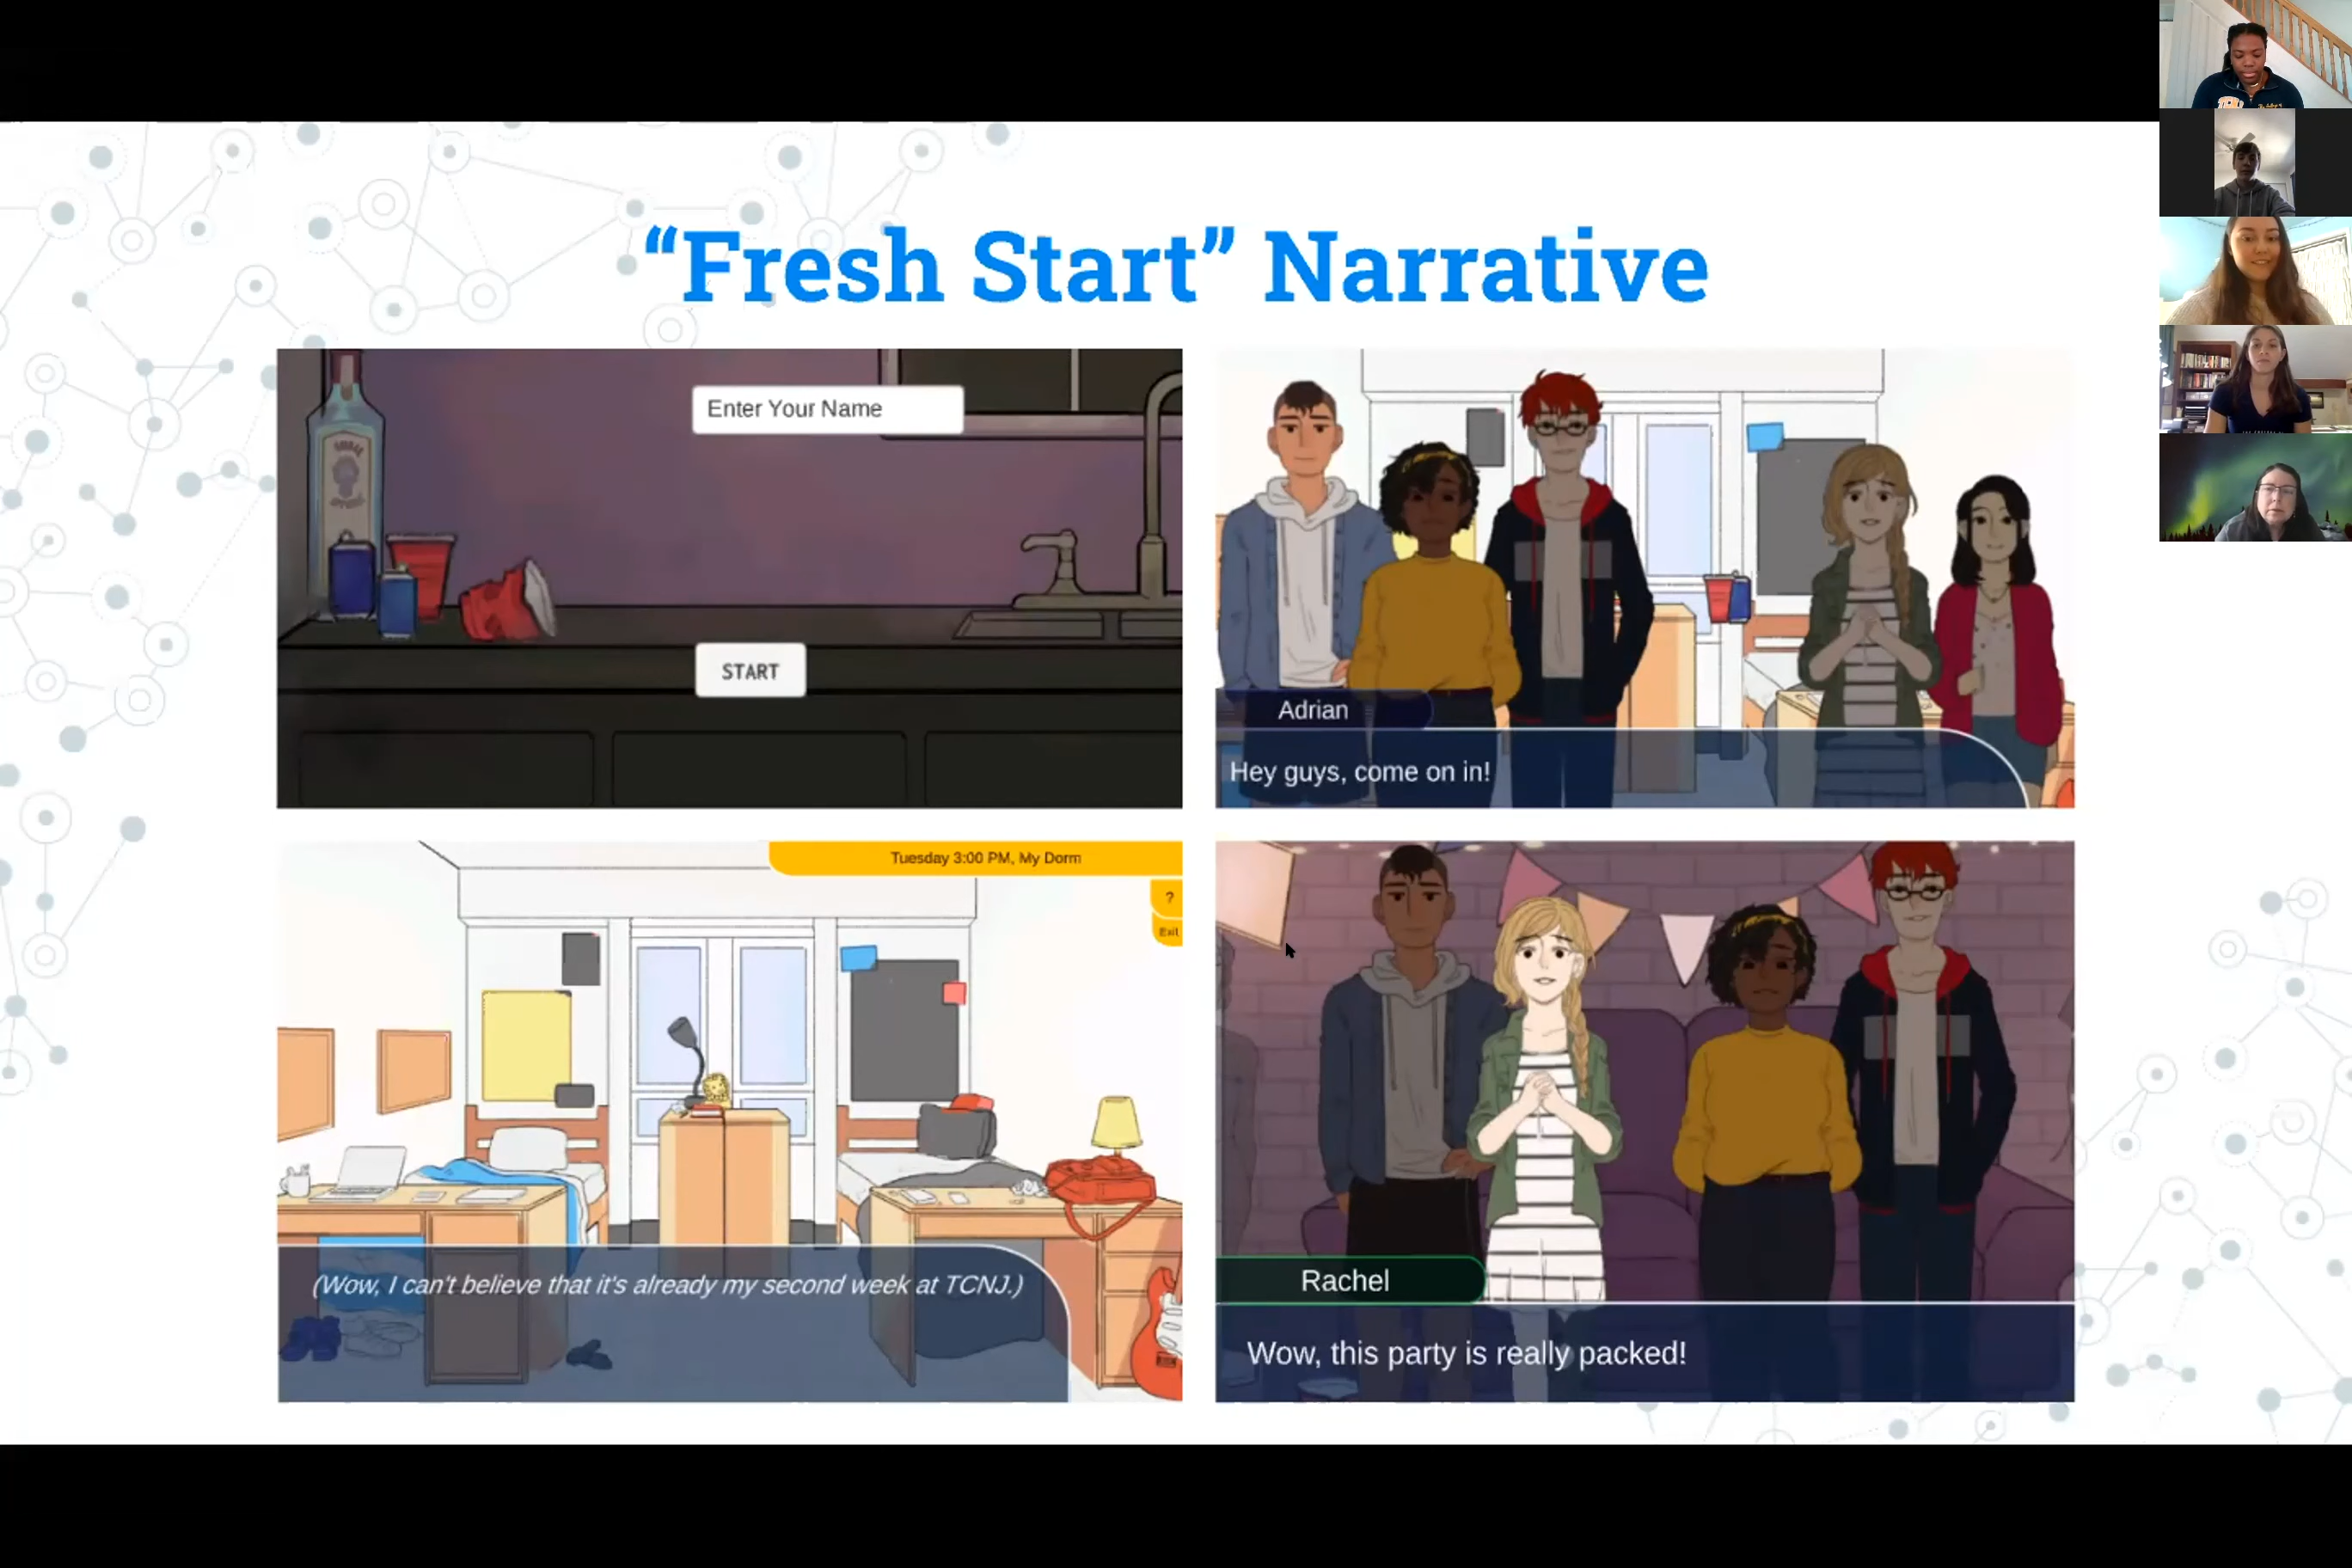 “Fresh Start” Narrative
Enter Your Name
START
Adrian
Hey guys, come on in!
Tuesday 3:00 PM, My Dorm
?
Exit
(Wow, I can't believe that it's already my second week at TCNJ.)
Rachel
Wow, this party is really packed!